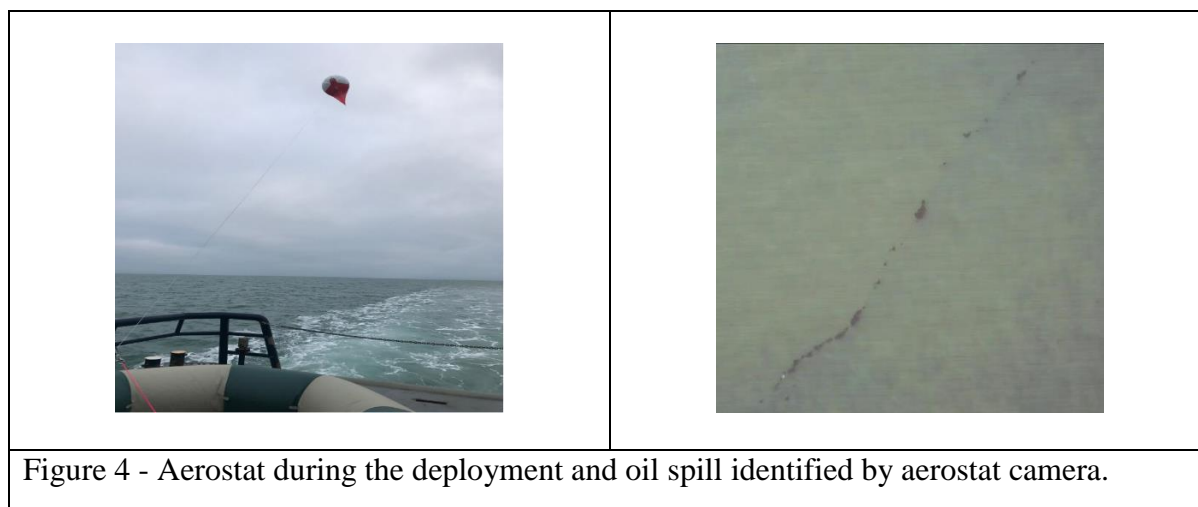 Figure 4 - Aerostat during the deployment and oil spill identified by aerostat camera.